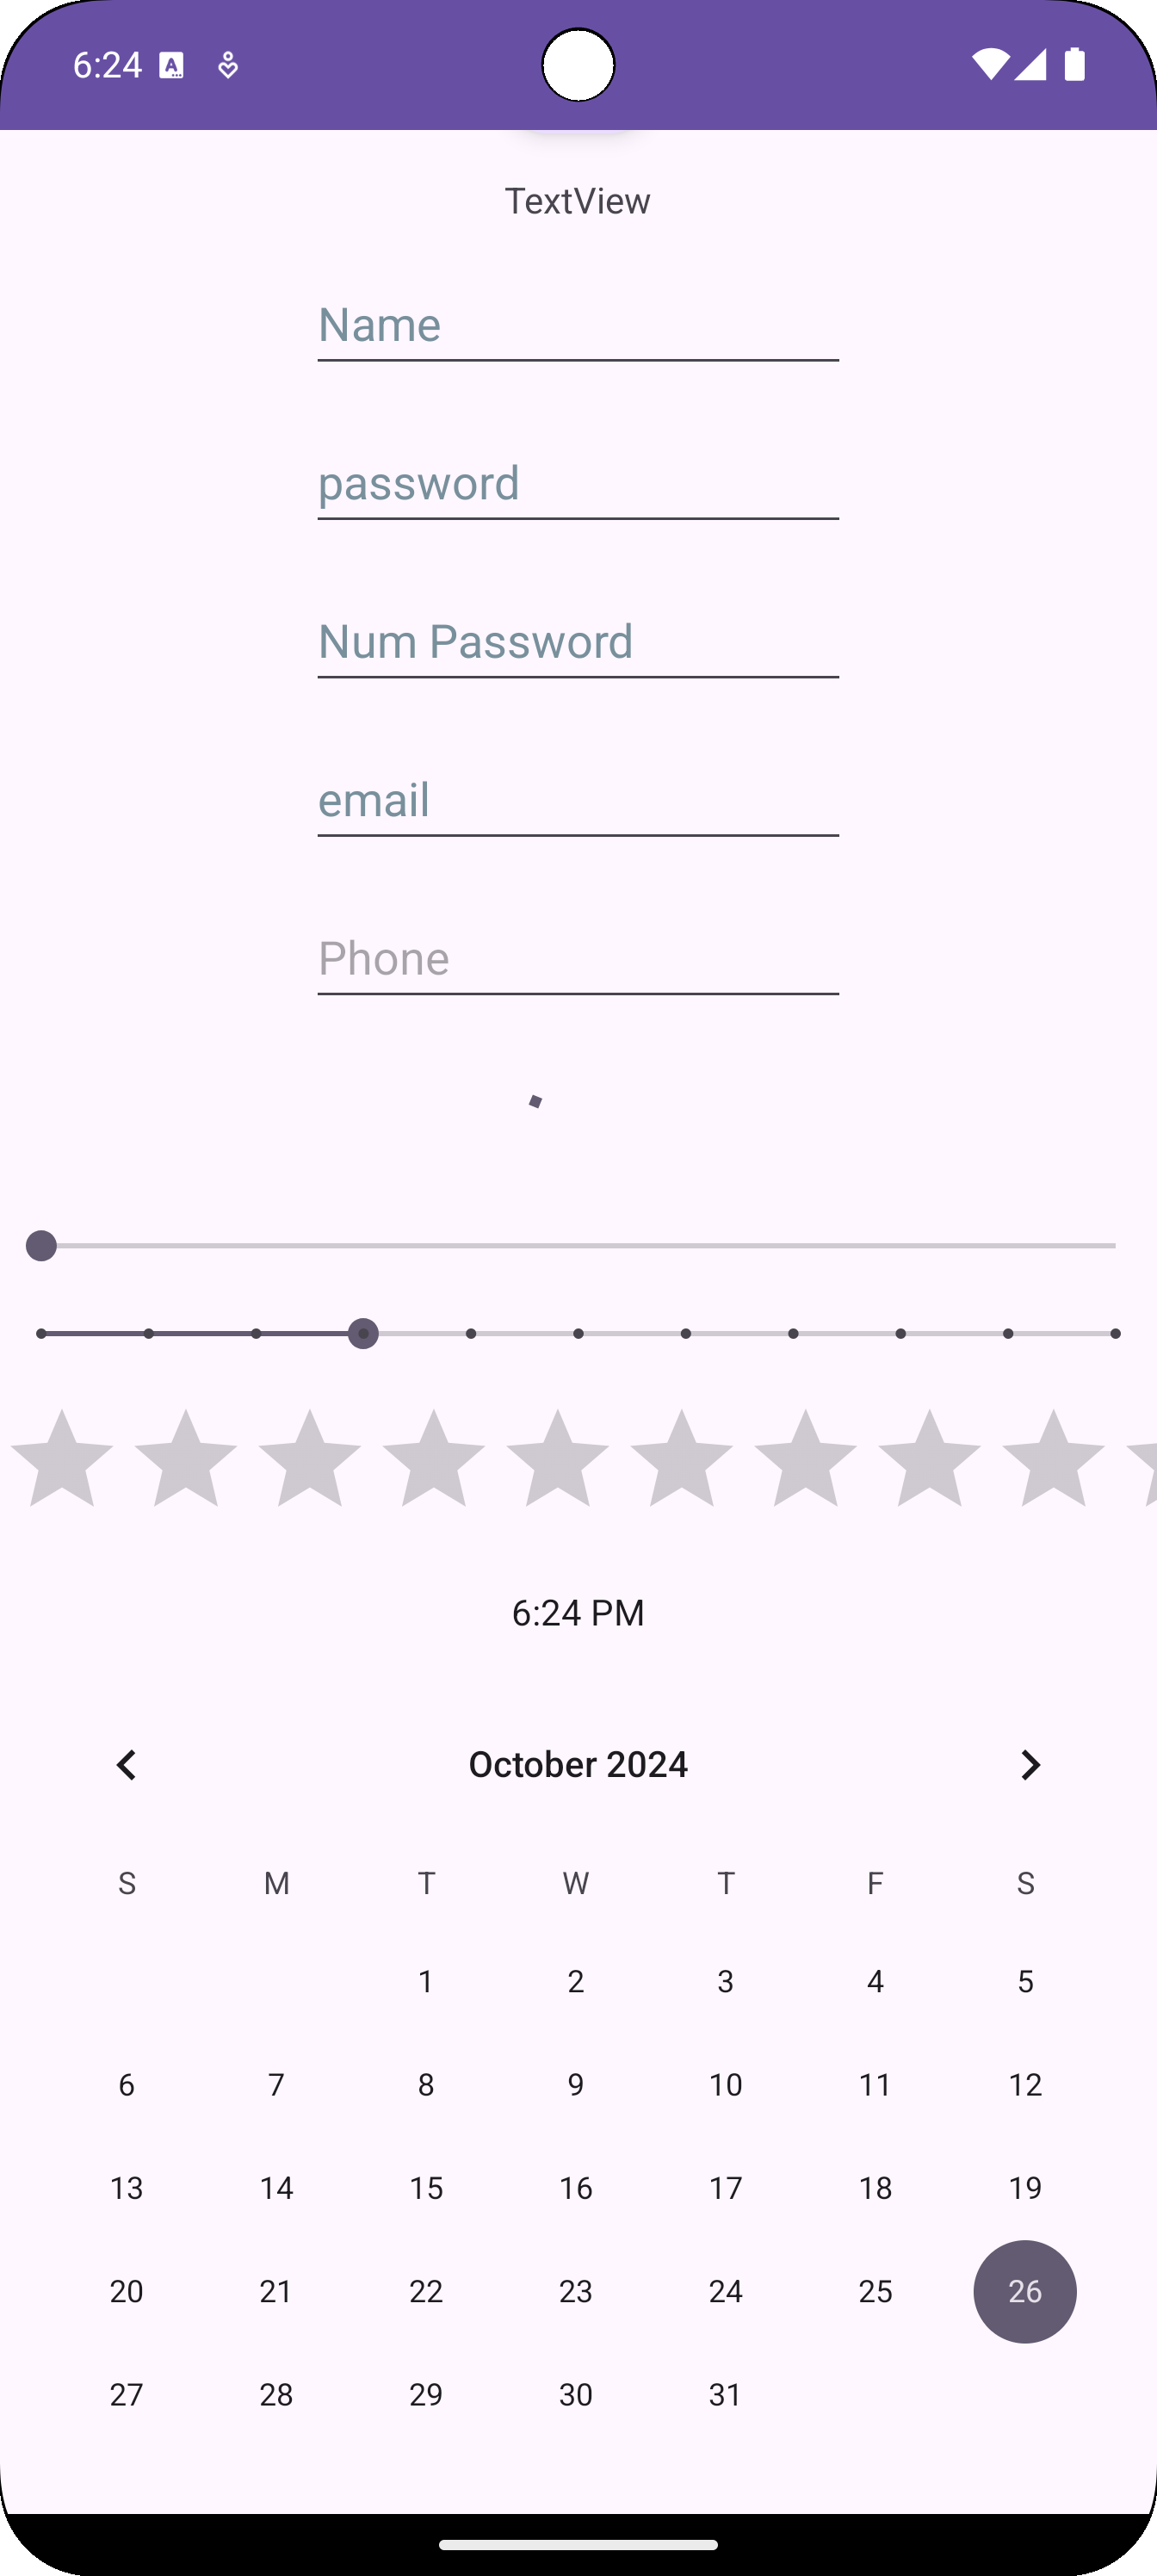 6:24
TextView
Name
password
Num Password
email
Phone
6:24 PM
October 2024
S M T W T F S
1 2 3 4 5
6 7 8 9 10 11 12
13 14 15 16 17 18 19
20 21 22 23 24 25 26
27 28 29 30 31